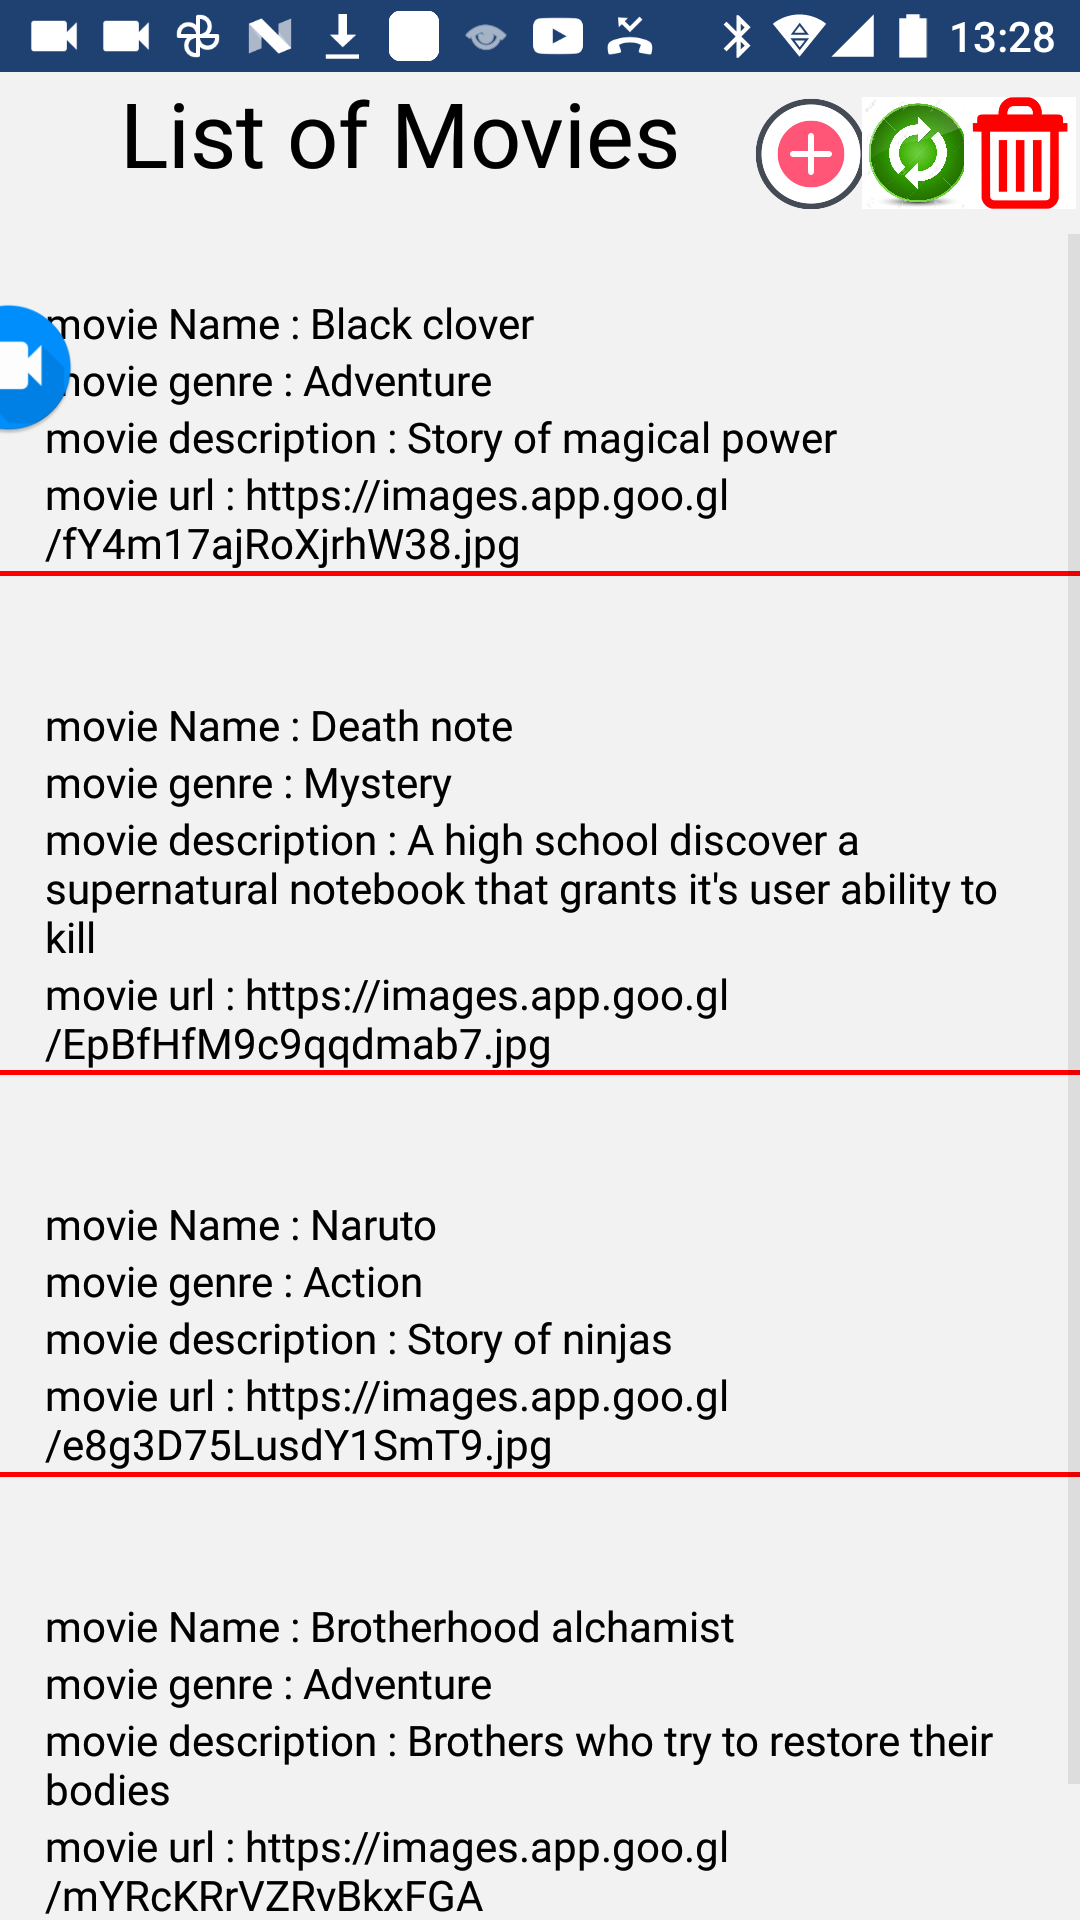 13:28
List of Movies
movie Name : Black clover
movie genre : Adventure
movie description : Story of magical power
movie url : https://images.app.goo.gl
/fY4m17ajRoXjrhW38.jpg
movie Name : Death note
movie genre : Mystery
movie description : A high school discover a
supernatural notebook that grants it's user ability to
kill
movie url : https://images.app.goo.gl
/EpBfHfM9c9qqdmab7.jpg
movie Name : Naruto
movie genre : Action
movie description : Story of ninjas
movie url : https://images.app.goo.gl
/e8g3D75LusdY1SmT9.jpg
movie Name : Brotherhood alchamist
movie genre : Adventure
movie description : Brothers who try to restore their
bodies
movie url : https://images.app.goo.gl
/mYRcKRrVZRvBkxFGA